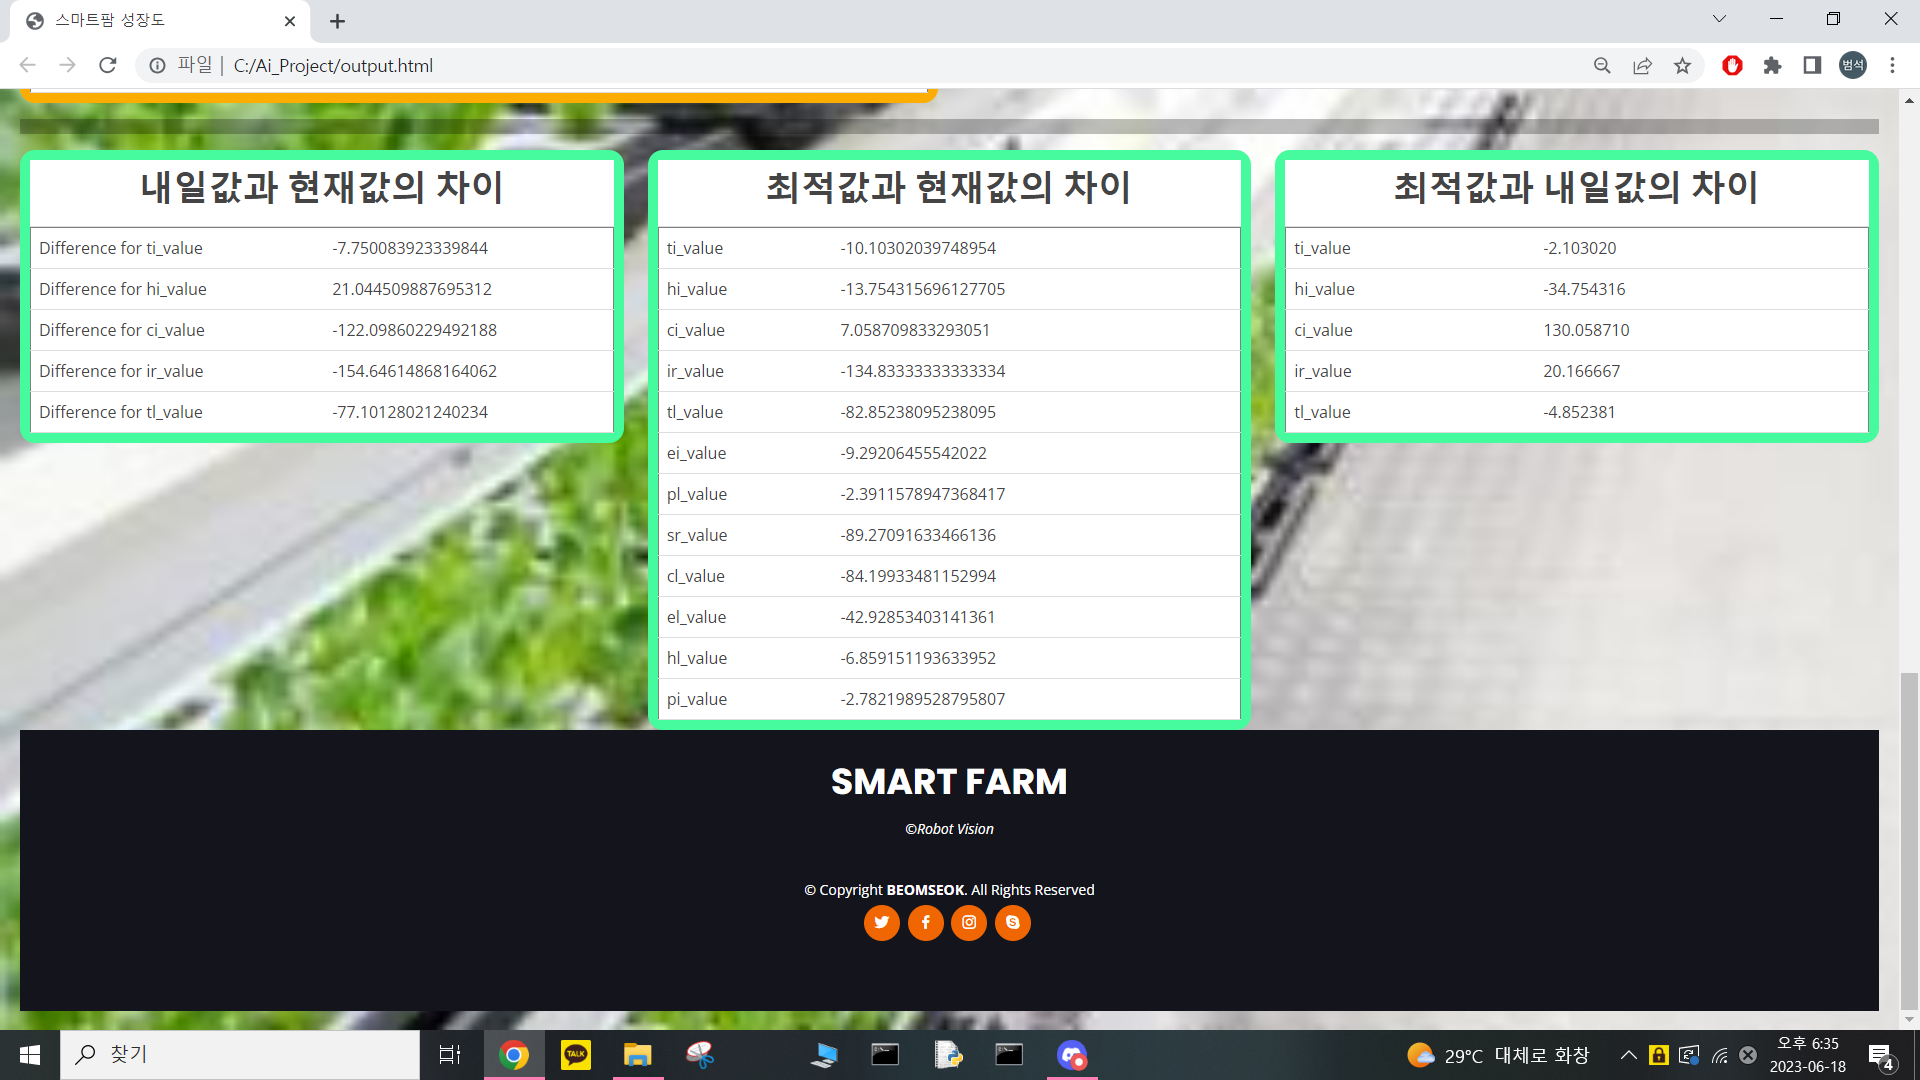 스마트팜 성장도
파일 | C:/Ai_Project/output.html
범석
내일값과 현재값의 차이
Difference for ti_value -7.750083923339844
Difference for hi_value 21.044509887695312
Difference for ci_value -122.09860229492188
Difference for ir_value -154.64614868164062
Difference for tl_value -77.10128021240234
최적값과 현재값의 차이
ti_value -10.10302039748954
hi_value -13.754315696127705
ci_value 7.058709833293051
ir_value -134.83333333333334
tl_value -82.85238095238095
ei_value -9.29206455542022
pl_value -2.3911578947368417
sr_value -89.27091633466136
cl_value -84.19933481152994
el_value -42.92853403141361
hl_value -6.859151193633952
pi_value -2.7821989528795807
최적값과 내일값의 차이
ti_value -2.103020
hi_value -34.754316
ci_value 130.058710
ir_value 20.166667
tl_value -4.852381
SMART FARM
©Robot Vision
© Copyright BEOMSEOK. All Rights Reserved
찾기
TALK
29°C 대체로 화창
오후 6:35
2023-06-18
4